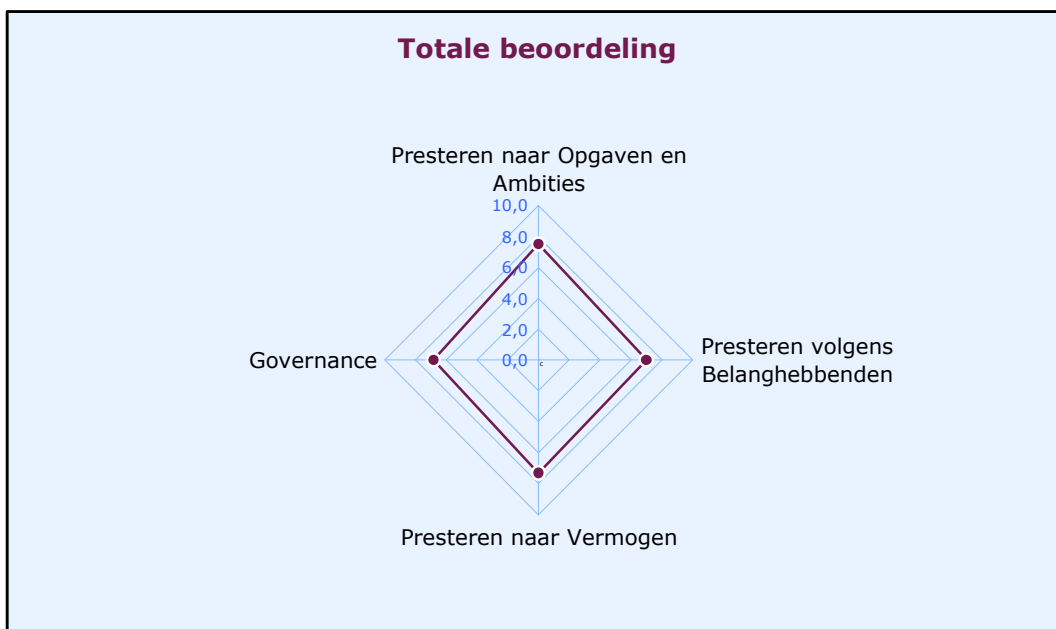 Totale beoordeling
Presteren naar Opgaven en
Ambities
10,0
8,0
6,0
4,0
2,0
0,0
c
Governance
Presteren volgens
Belanghebbenden
Presteren naar Vermogen